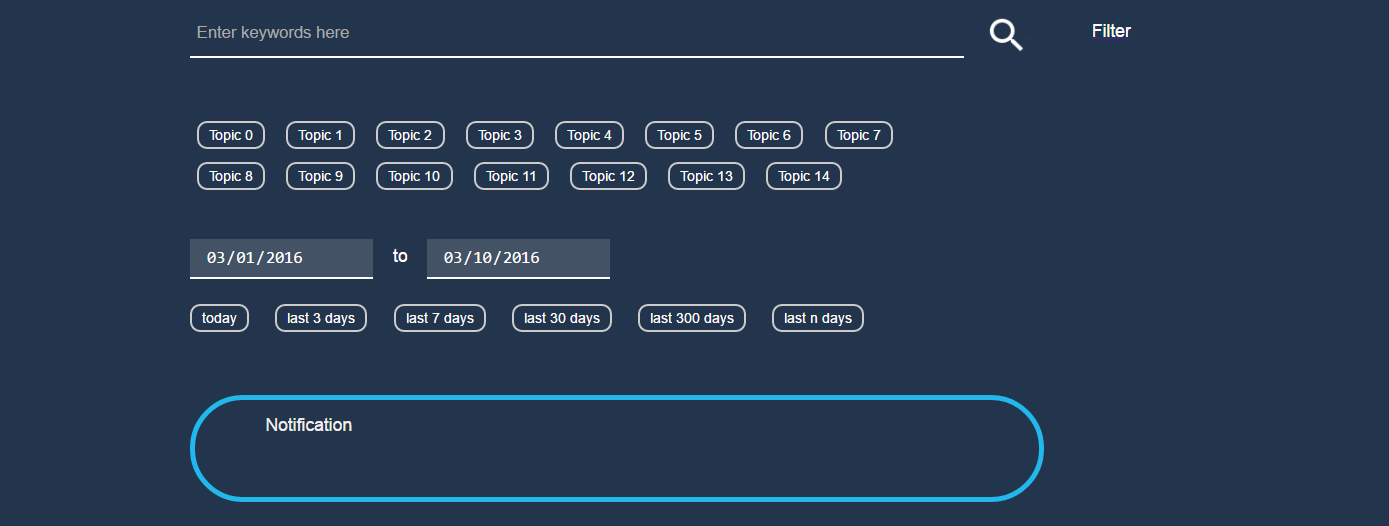 Enter keywords here Filter
Topic 0 Topic 1 Topic 2 Topic 3 Topic 4 Topic 5 Topic 6 Topic 7
Topic 8 Topic 9 Topic 10 Topic 11 Topic 12 Topic 13 Topic 14
03/01/2016 to 03/10/2016
today last 3 days last 7 days last 30 days last 300 days last n days
Notification